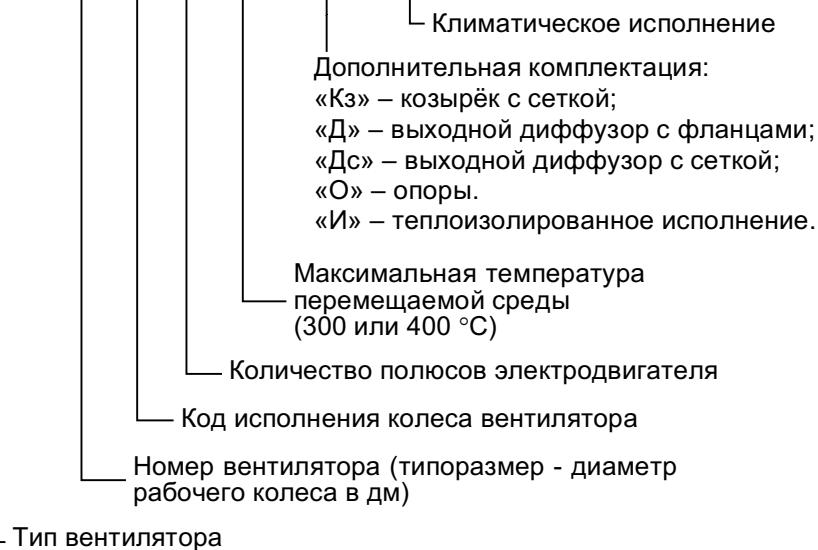 Климатическое исполнение
Дополнительная комплектация:
«Кз» – козырёк с сеткой;
«Д» – выходной диффузор с фланцами;
«Дс» – выходной диффузор с сеткой;
«О» – опоры.
«И» – теплоизолированное исполнение.
Максимальная температура
перемещаемой среды
(300 или 400 °С)
Количество полюсов электродвигателя
Код исполнения колеса вентилятора
Номер вентилятора (типоразмер - диаметр
рабочего колеса в дм)
Тип вентилятора